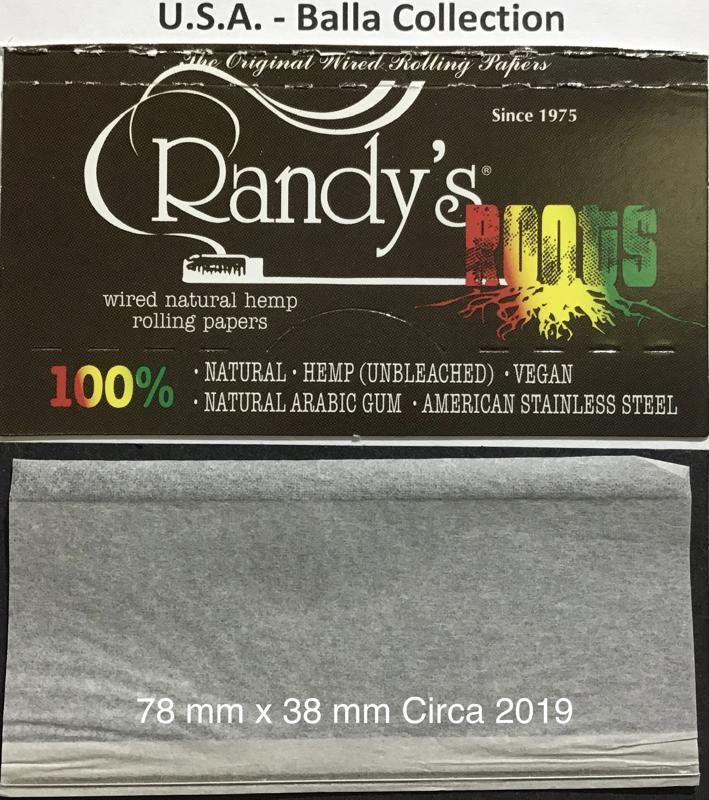 U.S.A. - Balla Collection
The Original Wired Rolling Papers
Since 1975
Randy's®
ROOTS
wired natural hemp
rolling papers
100%
· NATURAL · HEMP (UNBLEACHED) · VEGAN
· NATURAL ARABIC GUM · AMERICAN STAINLESS STEEL
78 mm x 38 mm Circa 2019